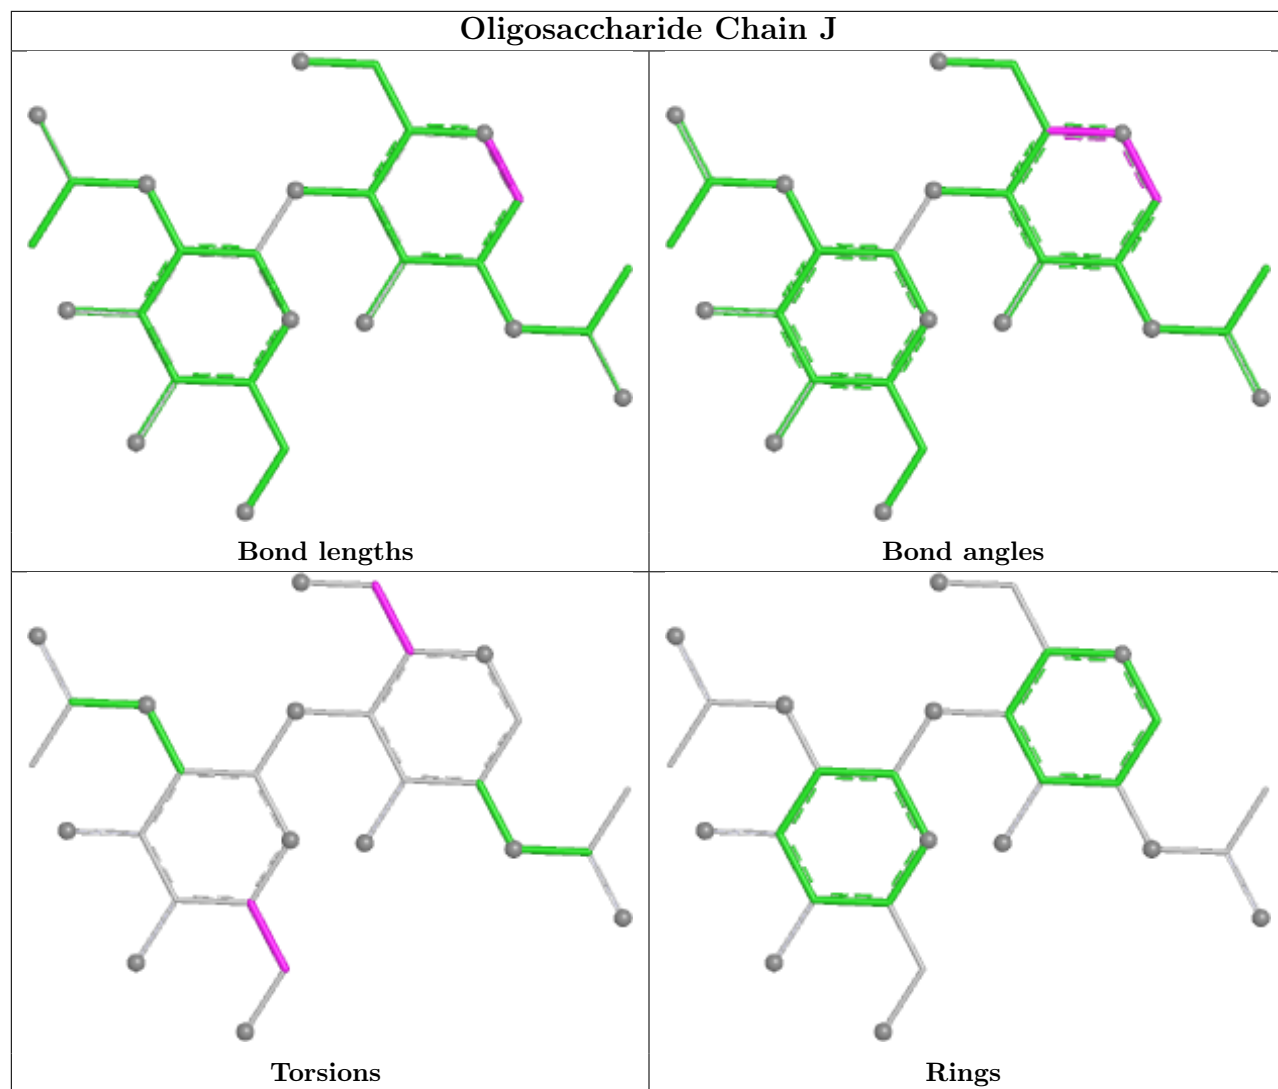 Oligosaccharide Chain J
Bond lengths
Bond angles
Torsions
Rings